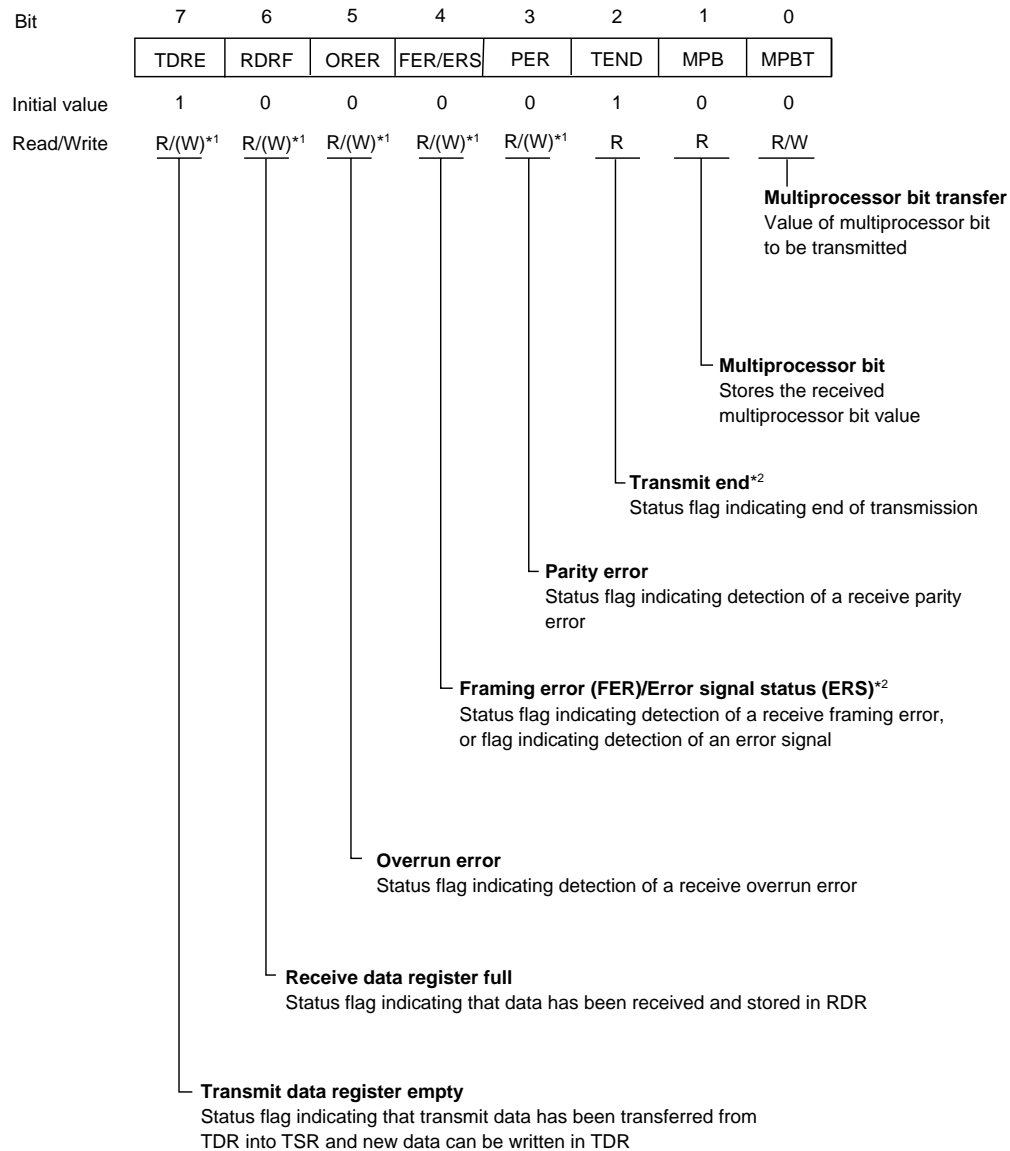 Bit 7 6 5 4 3 2 1 0
TDRE RDRF ORER FER/ERS PER TEND MPB MPBT
Initial value 1 0 0 0 0 1 0 0
Read/Write R/(W)*1 R/(W)*1 R/(W)*1 R/(W)*1 R/(W)*1 R R R/W
Multiprocessor bit transfer
Value of multiprocessor bit
to be transmitted
Multiprocessor bit
Stores the received
multiprocessor bit value
Transmit end*2
Status flag indicating end of transmission
Parity error
Status flag indicating detection of a receive parity
error
Framing error (FER)/Error signal status (ERS)*2
Status flag indicating detection of a receive framing error,
or flag indicating detection of an error signal
Overrun error
Status flag indicating detection of a receive overrun error
Receive data register full
Status flag indicating that data has been received and stored in RDR
Transmit data register empty
Status flag indicating that transmit data has been transferred from
TDR into TSR and new data can be written in TDR